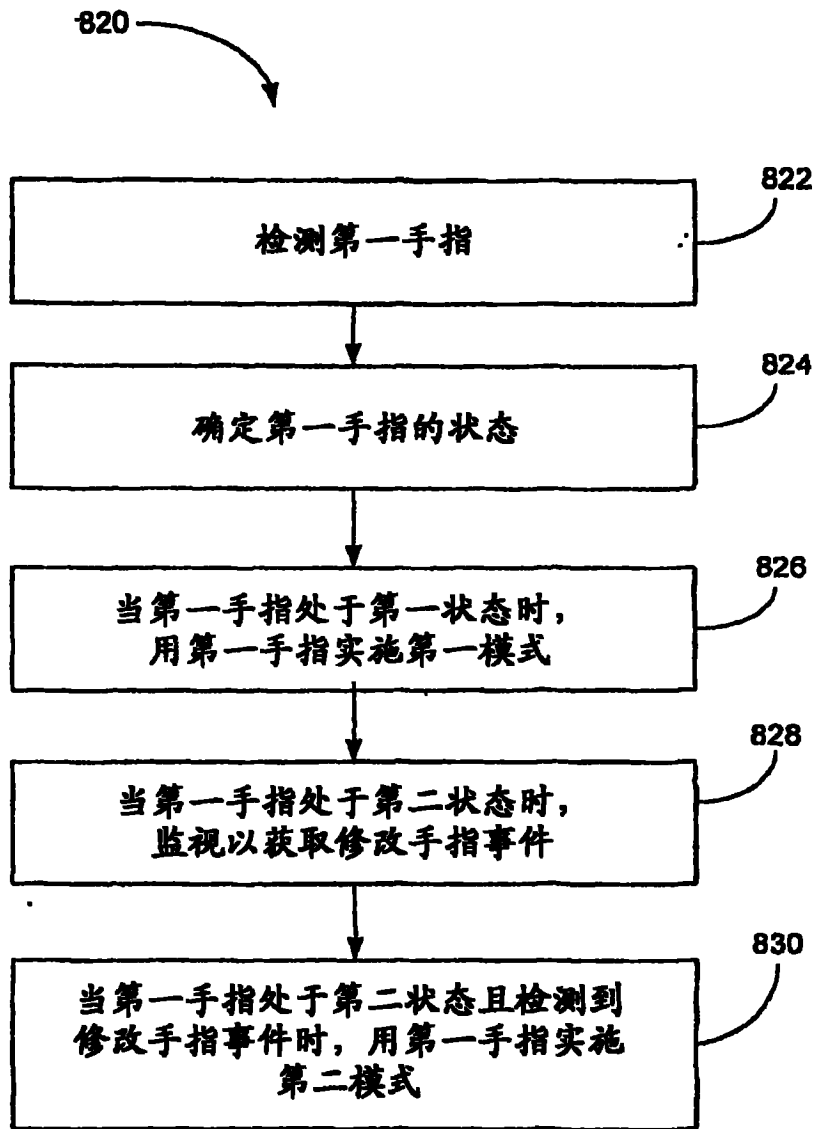 820
检测第一手指
822
确定第一手指的状态
824
当第一手指处于第一状态时，
用第一手指实施第一模式
826
当第一手指处于第二状态时，
监视以获取修改手指事件
828
当第一手指处于第二状态且检测到
修改手指事件时，用第一手指实施
第二模式
830